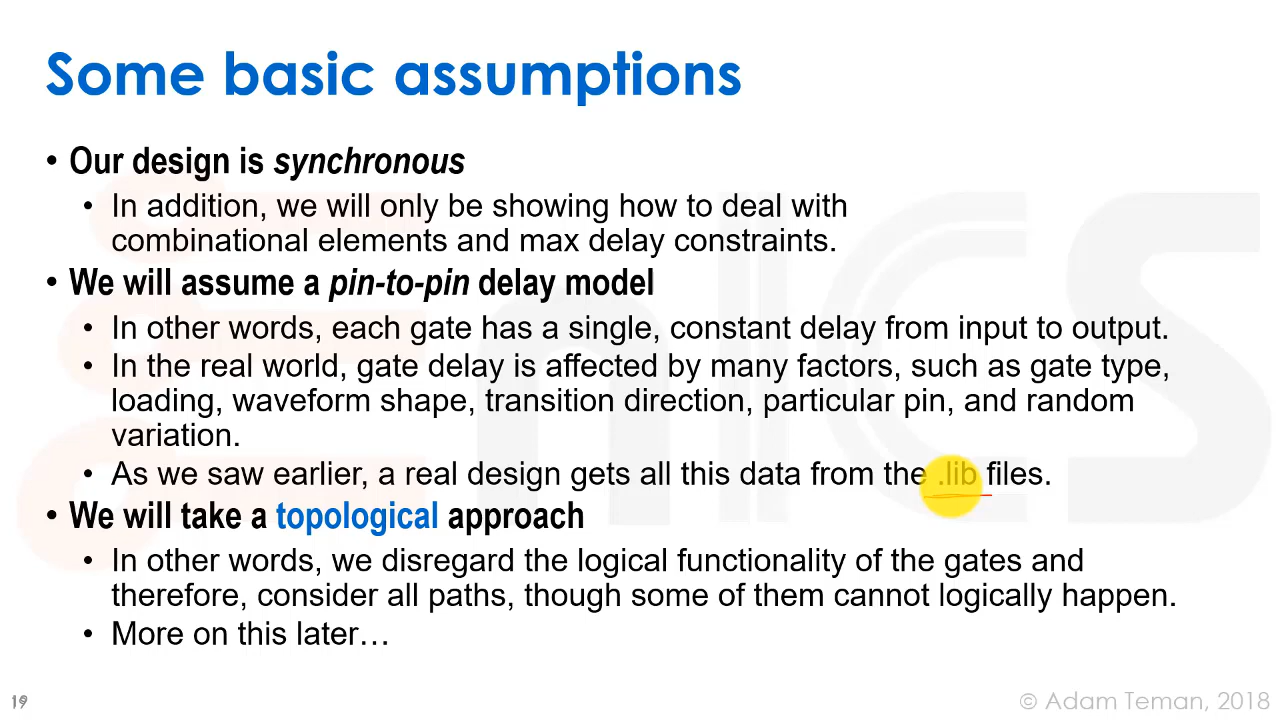 Some basic assumptions
• Our design is synchronous
• In addition, we will only be showing how to deal with
combinational elements and max delay constraints.
• We will assume a pin-to-pin delay model
• In other words, each gate has a single, constant delay from input to output.
• In the real world, gate delay is affected by many factors, such as gate type,
loading, waveform shape, transition direction, particular pin, and random
variation.
• As we saw earlier, a real design gets all this data from the .lib files.
• We will take a topological approach
• In other words, we disregard the logical functionality of the gates and
therefore, consider all paths, though some of them cannot logically happen.
• More on this later…
© Adam Teman, 2018